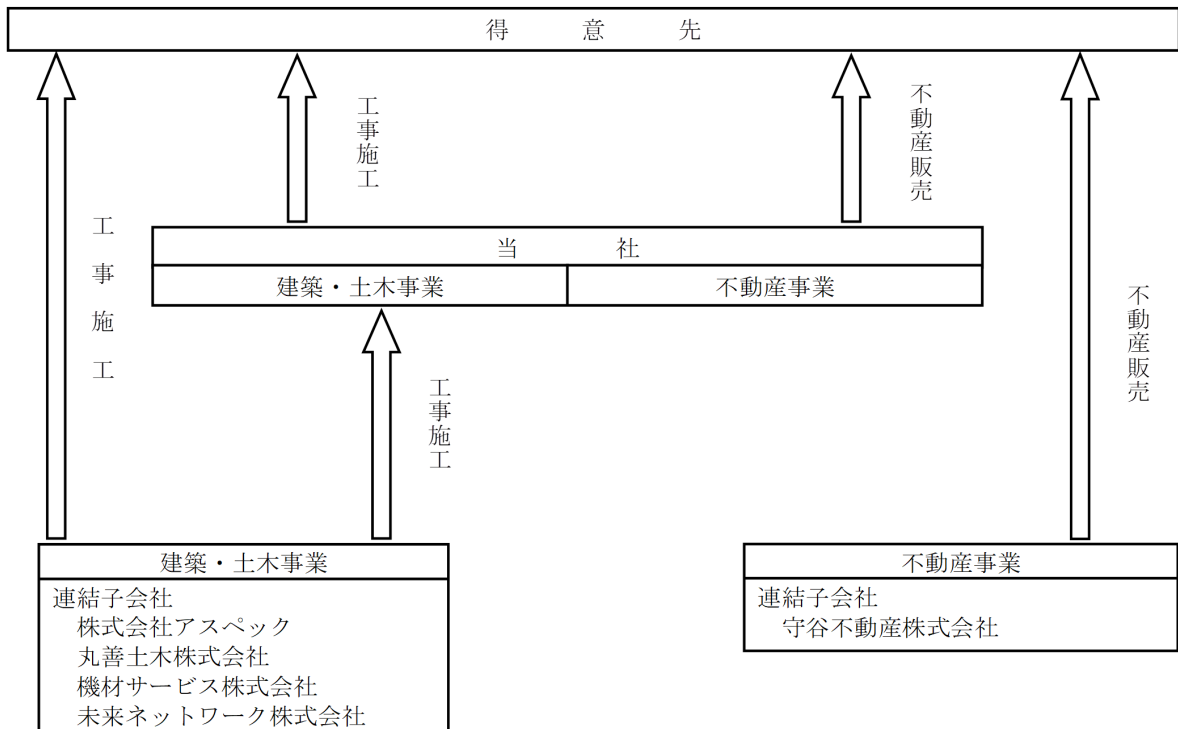 得意先
工事施工
不動産販売
工事施工
当社
建築・土木事業
不動産事業
不動産販売
工事施工
建築・土木事業
連結子会社
株式会社アスペック
丸善土木株式会社
機材サービス株式会社
未来ネットワーク株式会社
不動産事業
連結子会社
守谷不動産株式会社